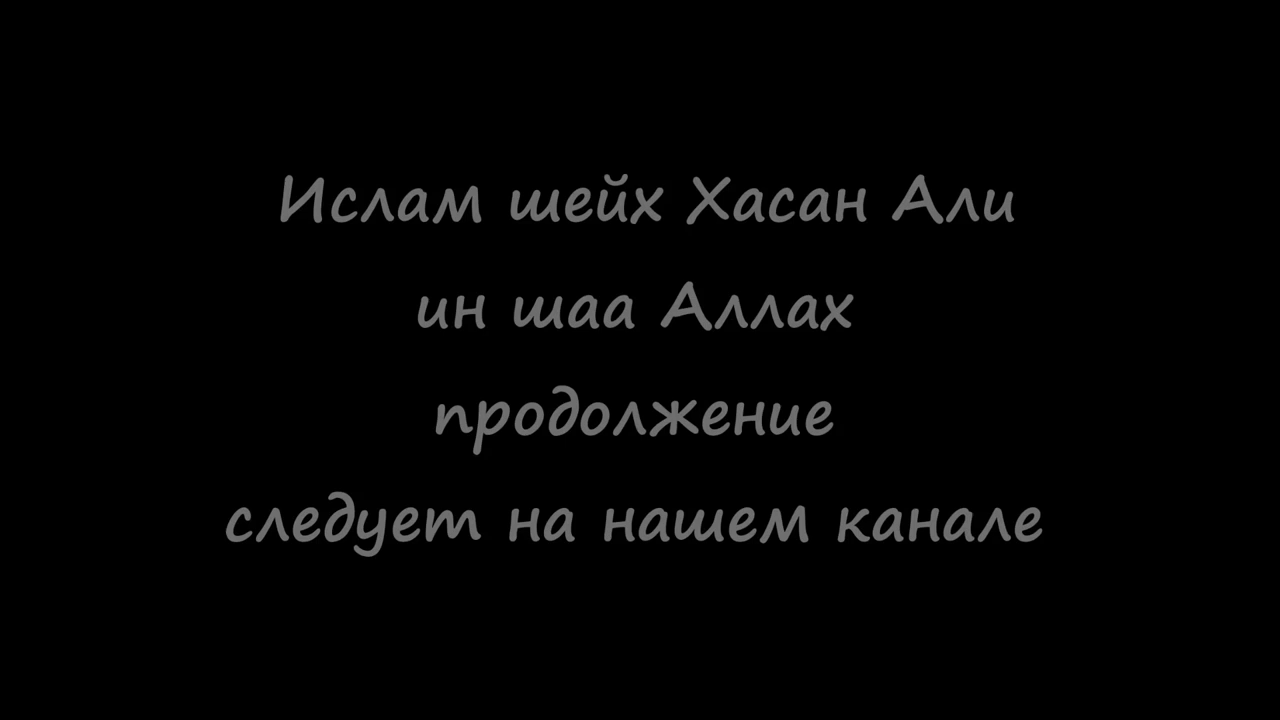 Ислам шейх Хасан Али
ин шаа Аллах
продолжение
следует на нашем канале